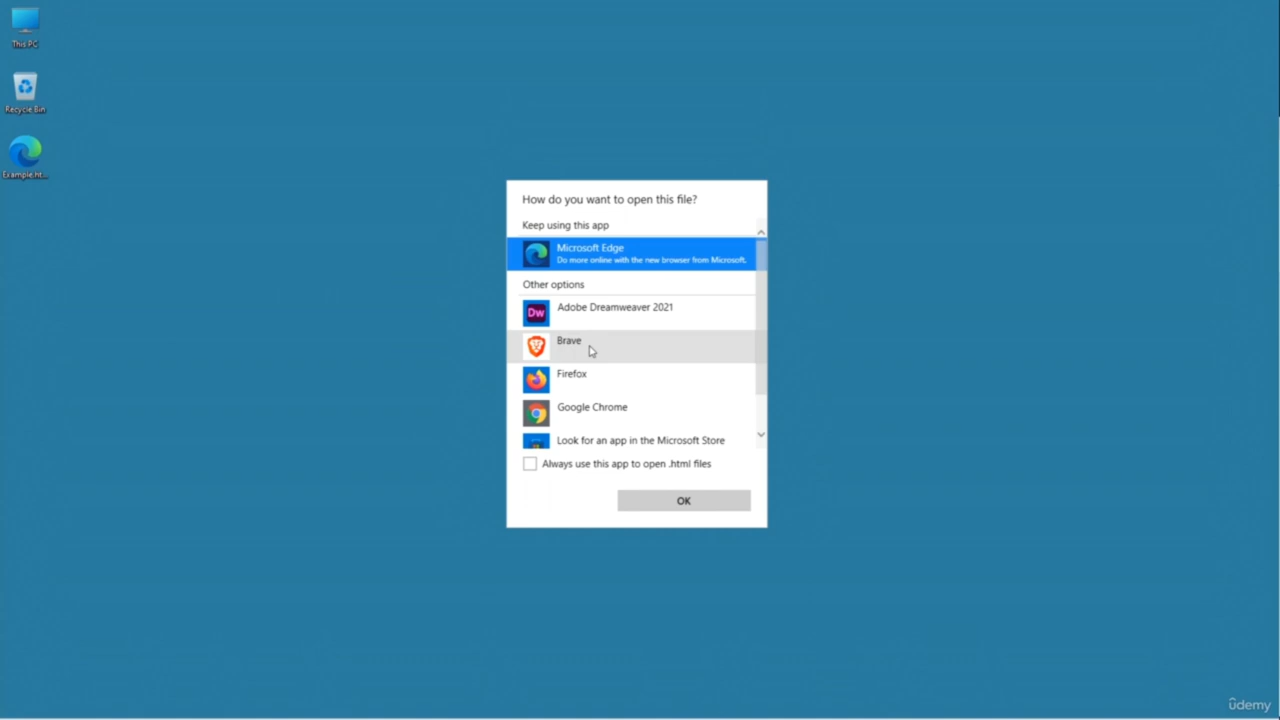 This PC
Recycle Bin
Example.ht...
How do you want to open this file?
Keep using this app
Microsoft Edge
Do more online with the new browser from Microsoft.
Other options
Dw
Adobe Dreamweaver 2021
Brave
Firefox
Google Chrome
Look for an app in the Microsoft Store
Always use this app to open .html files
OK
ûdemy